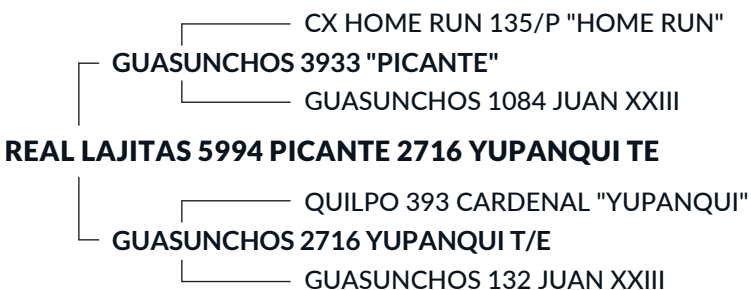 CX HOME RUN 135/P "HOME RUN"
GUASUNCHOS 3933 "PICANTE"
GUASUNCHOS 1084 JUAN XXIII
REAL LAJITAS 5994 PICANTE 2716 YUPANQUI TE
QUILPO 393 CARDENAL "YUPANQUI"
GUASUNCHOS 2716 YUPANQUI T/E
GUASUNCHOS 132 JUAN XXIII